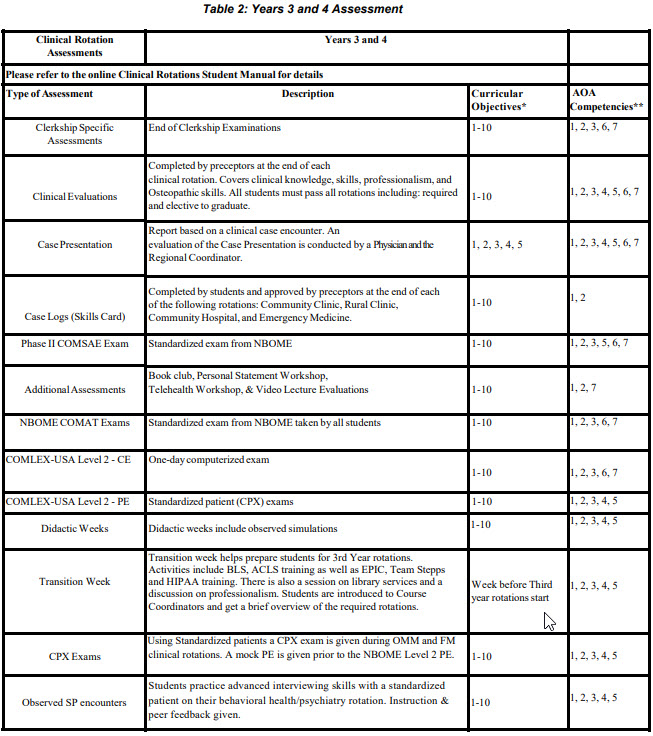 Table 2: Years 3 and 4 Assessment
Clinical Rotation
Assessments
Years 3 and 4
Please refer to the online Clinical Rotations Student Manual for details
Type of Assessment
Description
Curricular
Objectives*
AOA
Competencies**
Clerkship Specific
Assessments
End of Clerkship Examinations
1-10
1, 2, 3, 6, 7
Clinical Evaluations
Completed by preceptors at the end of each
clinical rotation. Covers clinical knowledge, skills, professionalism, and
Osteopathic skills. All students must pass all rotations including: required
and elective to graduate.
1-10
1, 2, 3, 4, 5, 6, 7
Case Presentation
Report based on a clinical case encounter. An
evaluation of the Case Presentation is conducted by a Physician and the
Regional Coordinator.
1, 2, 3, 4, 5
1, 2, 3, 4, 5, 6, 7
Case Logs (Skills Card)
Completed by students and approved by preceptors at the end of each
of the following rotations: Community Clinic, Rural Clinic,
Community Hospital, and Emergency Medicine.
1-10
1, 2
Phase II COMSAE Exam
Standardized exam from NBOME
1-10
1, 2, 3, 5, 6, 7
Additional Assessments
Book club, Personal Statement Workshop,
Telehealth Workshop, & Video Lecture Evaluations
1-10
1, 2, 7
NBOME COMAT Exams
Standardized exam from NBOME taken by all students
1-10
1, 2, 3, 6, 7
COMLEX-USA Level 2 - CE
One-day computerized exam
1-10
1, 2, 3, 6, 7
COMLEX-USA Level 2 - PE
Standardized patient (CPX) exams
1-10
1, 2, 3, 4, 5
Didactic Weeks
Didactic weeks include observed simulations
1-10
1, 2, 3, 4, 5
Transition Week
Transition week helps prepare students for 3rd Year rotations.
Activities include BLS, ACLS training as well as EPIC, Team Stepps
and HIPAA training. There is also a session on library services and a
discussion on professionalism. Students are introduced to Course
Coordinators and get a brief overview of the required rotations.
Week before Third
year rotations start
1, 2, 3, 4, 5
CPX Exams
Using Standardized patients a CPX exam is given during OMM and FM
clinical rotations. A mock PE is given prior to the NBOME Level 2 PE.
1-10
1, 2, 3, 4, 5
Observed SP encounters
Students practice advanced interviewing skills with a standardized
patient on their behavioral health/psychiatry rotation. Instruction &
peer feedback given.
1-10
1, 2, 3, 4, 5